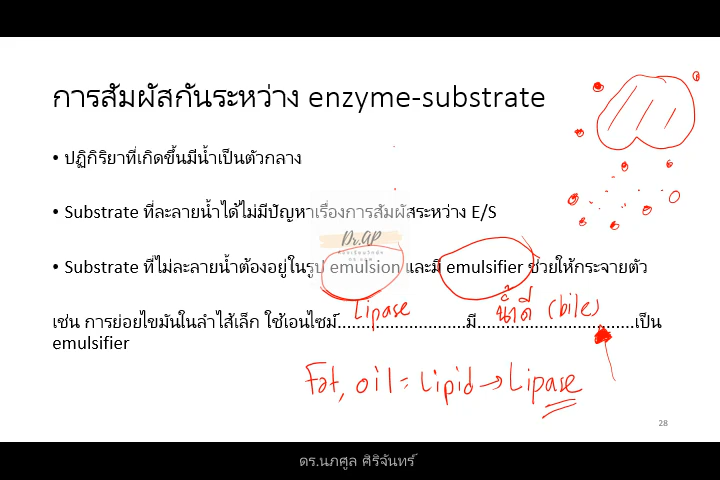 การสัมผัสกันระหว่าง enzyme-substrate
• ปฏิกิริยาที่เกิดขึ้นมีน้ำเป็นตัวกลาง
• Substrate ที่ละลายน้ำได้ไม่มีปัญหาเรื่องการสัมผัสระหว่าง E/S
Dr.AP
• Substrate ที่ไม่ละลายน้ำต้องอยู่ในรูป emulsion และมี emulsifier ช่วยให้กระจายตัว
Lipase น้ำดี (bile)
เช่น การย่อยไขมันในลำไส้เล็ก ใช้เอนไซม์..........................มี................................เป็น
emulsifier
Fat, oil = Lipid → Lipase
28
ดร.นภศูล ศิริจันทร์